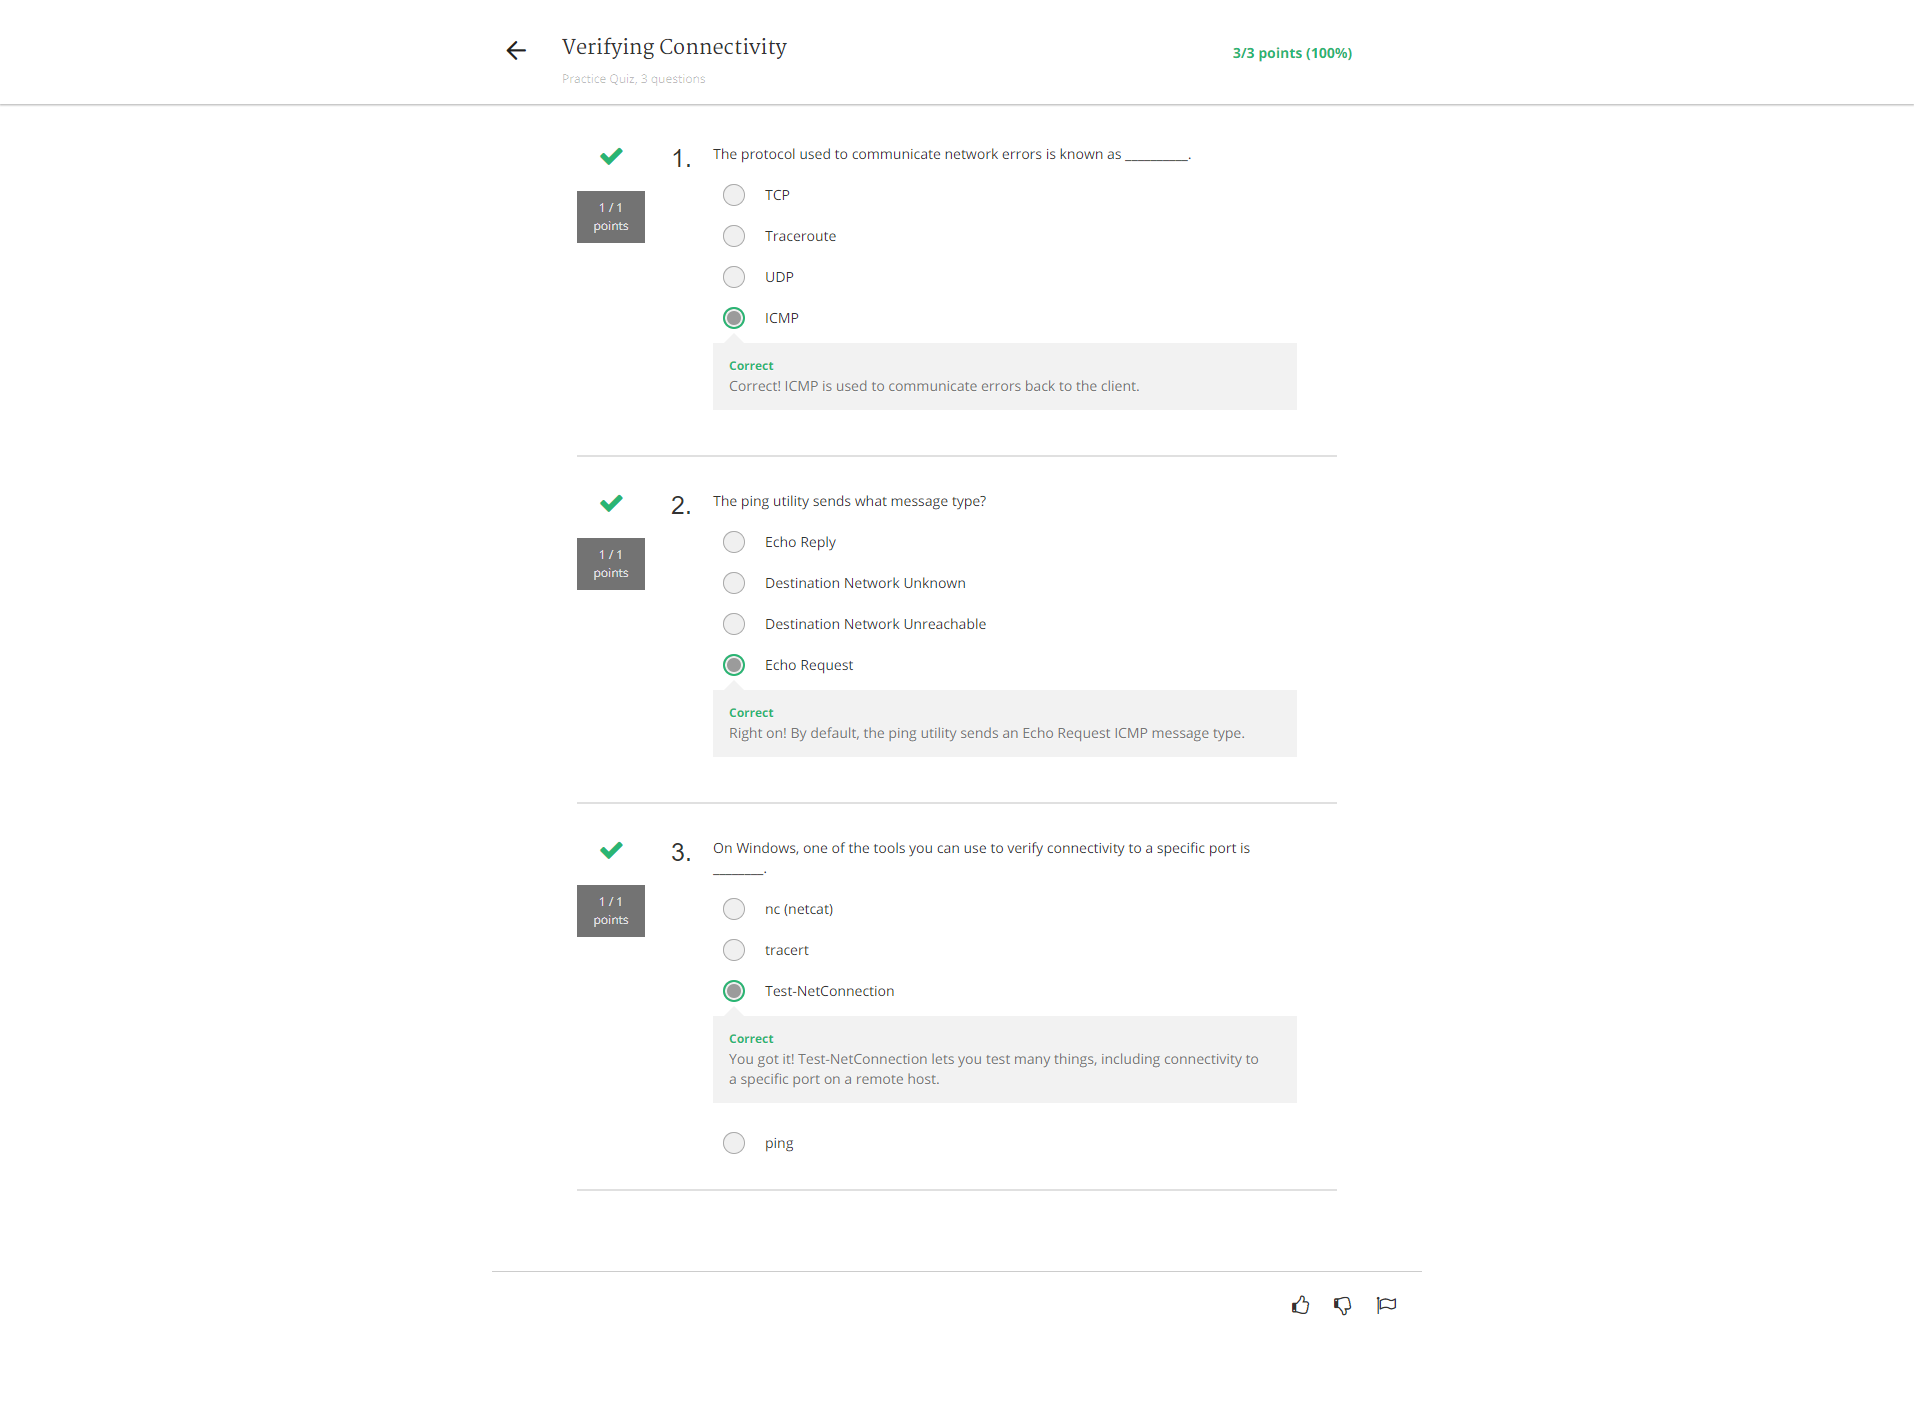 Verifying Connectivity
3/3 points (100%)
Practice Quiz, 3 questions
1. The protocol used to communicate network errors is known as _________.
1 / 1
points
TCP
Traceroute
UDP
ICMP
Correct
Correct! ICMP is used to communicate errors back to the client.
2. The ping utility sends what message type?
1 / 1
points
Echo Reply
Destination Network Unknown
Destination Network Unreachable
Echo Request
Correct
Right on! By default, the ping utility sends an Echo Request ICMP message type.
3. On Windows, one of the tools you can use to verify connectivity to a specific port is
_______.
1 / 1
points
nc (netcat)
tracert
Test-NetConnection
Correct
You got it! Test-NetConnection lets you test many things, including connectivity to
a specific port on a remote host.
ping